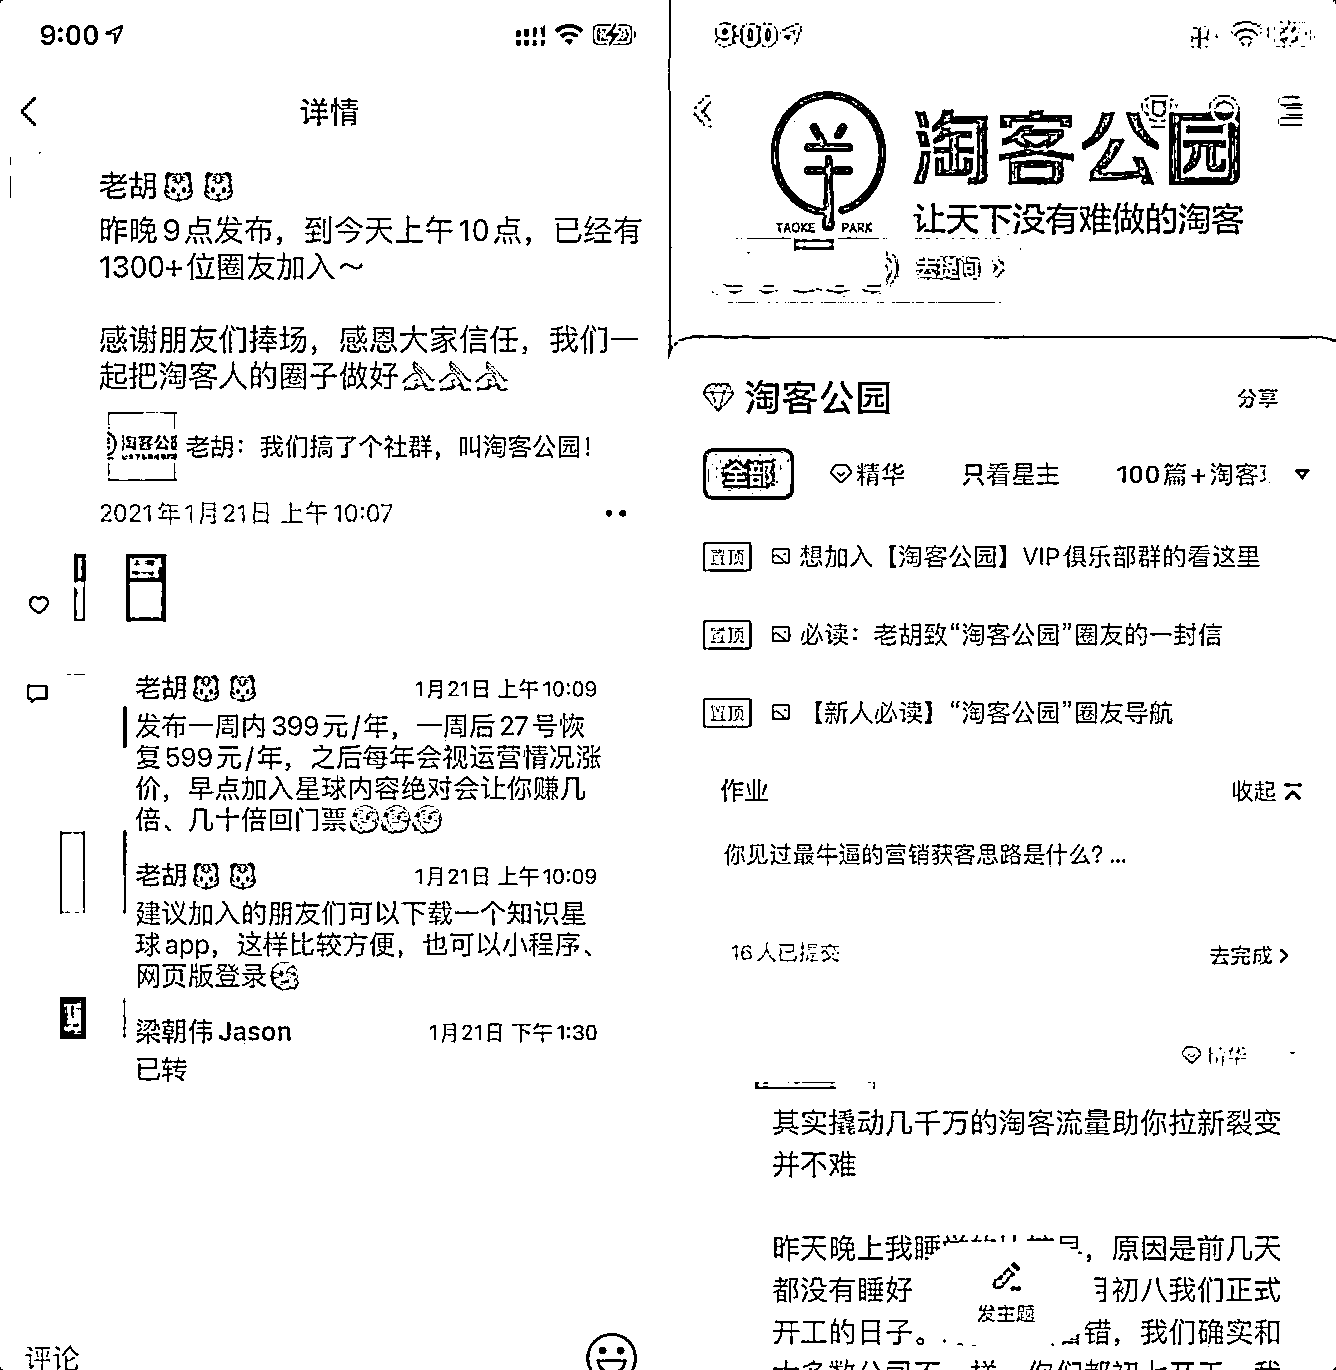 9:00
详情
老胡🐯🐯
昨晚9点发布，到今天上午10点，已经有
1300+位圈友加入～
感谢朋友们捧场，感恩大家信任，我们一
起把淘客人的圈子做好
淘客公
老胡：我们搞了个社群，叫淘客公园！
2021年1月21日 上午10:07
老胡🐯🐯 1月21日 上午10:09
发布一周内399元/年，一周后27号恢
复599元/年，之后每年会视运营情况涨
价，早点加入星球内容绝对会让你赚几
倍、几十倍回门票
老胡🐯🐯 1月21日 上午10:09
建议加入的朋友们可以下载一个知识星
球app，这样比较方便，也可以小程序、
网页版登录
梁朝伟Jason 1月21日 下午1:30
已转
评论
9:00
淘客公园
TAOKE PARK
让天下没有难做的淘客
去提问
淘客公园 分享
全部 精华 只看星主 100篇+淘客
置顶 想加入【淘客公园】VIP俱乐部群的看这里
置顶 必读：老胡致“淘客公园”圈友的一封信
置顶 【新人必读】“淘客公园”圈友导航
作业 收起
你见过最牛逼的营销获客思路是什么？...
16人已提交 去完成
精华
其实撬动几千万的淘客流量助你拉新裂变
并不难
昨天晚上我睡 ，原因是前几天
都没有睡好 初八我们正式
发主题
开工的日子。 错，我们确实和